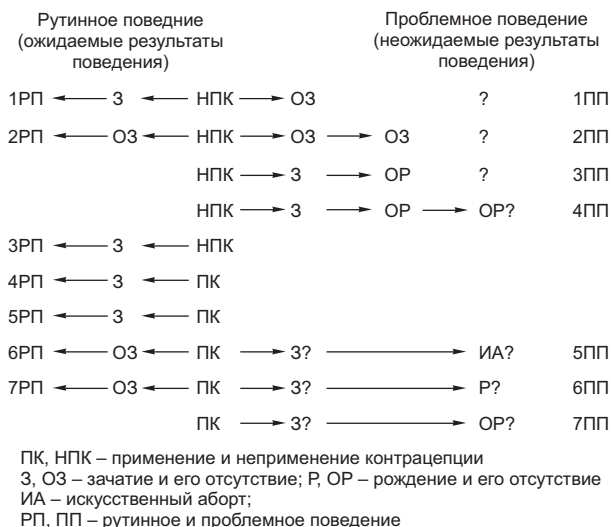 Рутинное поведние
(ожидаемые результаты
поведения)
Проблемное поведение
(неожидаемые результаты
поведения)
1РП ← З ← НПК → ОЗ ? 1ПП
2РП ← ОЗ ← НПК → ОЗ → ОЗ ? 2ПП
НПК → З → ОР ? 3ПП
НПК → З → ОР → ОР? 4ПП
3РП ← З ← НПК
4РП ← З ← ПК
5РП ← З ← ПК
6РП ← ОЗ ← ПК → З? → ИА? 5ПП
7РП ← ОЗ ← ПК → З? → Р? 6ПП
ПК → З? → ОР? 7ПП
ПК, НПК – применение и неприменение контрацепции
З, ОЗ – зачатие и его отсутствие; Р, ОР – рождение и его отсутствие
ИА – искусственный аборт;
РП, ПП – рутинное и проблемное поведение